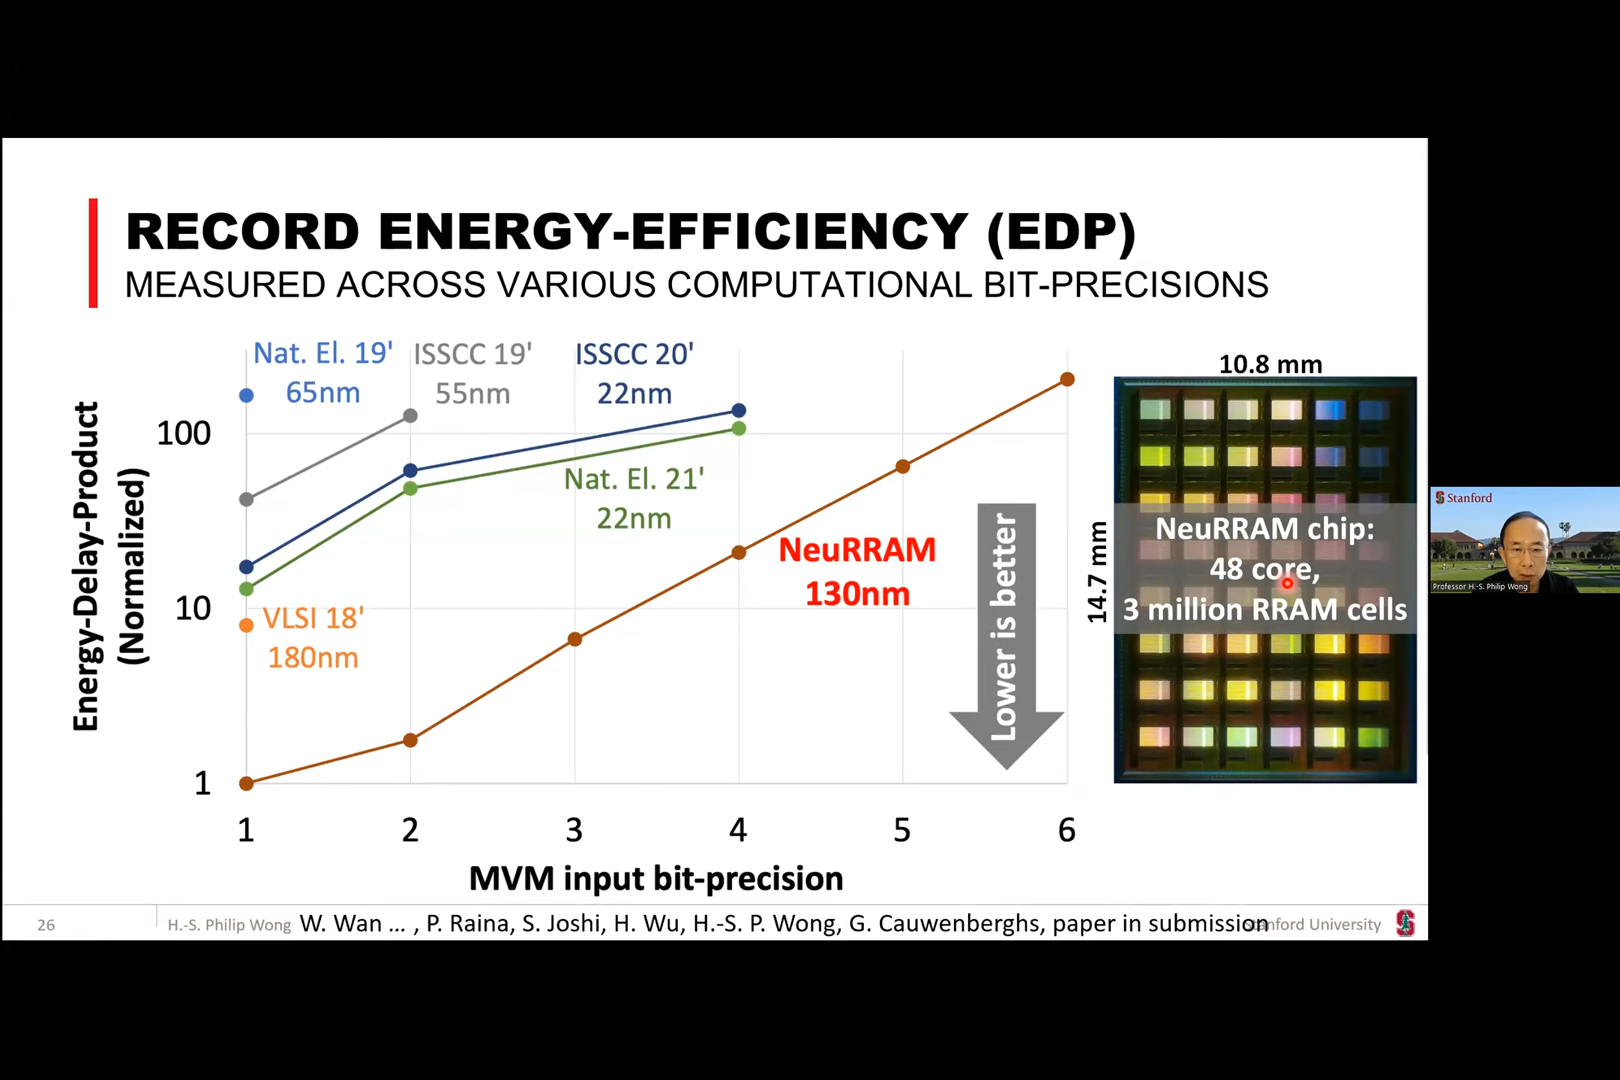 RECORD ENERGY-EFFICIENCY (EDP)
MEASURED ACROSS VARIOUS COMPUTATIONAL BIT-PRECISIONS
Energy-Delay-Product
(Normalized)
100
10
1
Nat. El. 19'
65nm
ISSCC 19'
55nm
ISSCC 20'
22nm
Nat. El. 21'
22nm
VLSI 18'
180nm
NeuRRAM
130nm
Lower is better
1 2 3 4 5 6
MVM input bit-precision
10.8 mm
14.7 mm
NeuRRAM chip:
48 core,
3 million RRAM cells
26
H.-S. Philip Wong
W. Wan ... , P. Raina, S. Joshi, H. Wu, H.-S. P. Wong, G. Cauwenberghs, paper in submission
Stanford University
S
Stanford
Professor H.-S. Philip Wong